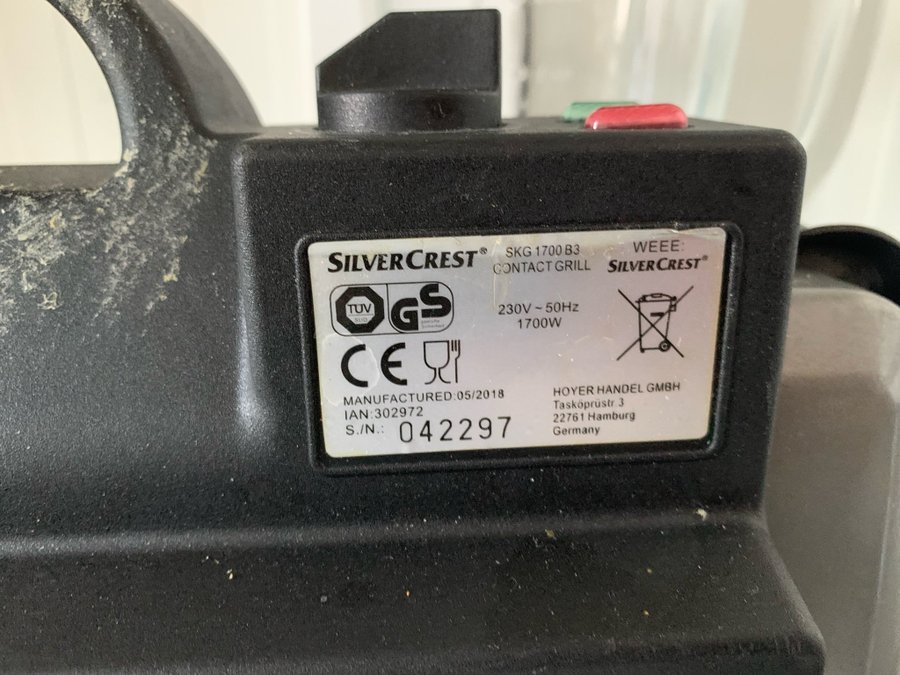 SILVERCREST®
SKG 1700 B3
CONTACT GRILL
WEEE:
SILVERCREST®
230V ~ 50Hz
1700W
TÜV
SÜD
GS
CE
MANUFACTURED:05/2018
IAN:302972
S./N.: 042297
HOYER HANDEL GMBH
Tasköprüstr 3
22761 Hamburg
Germany